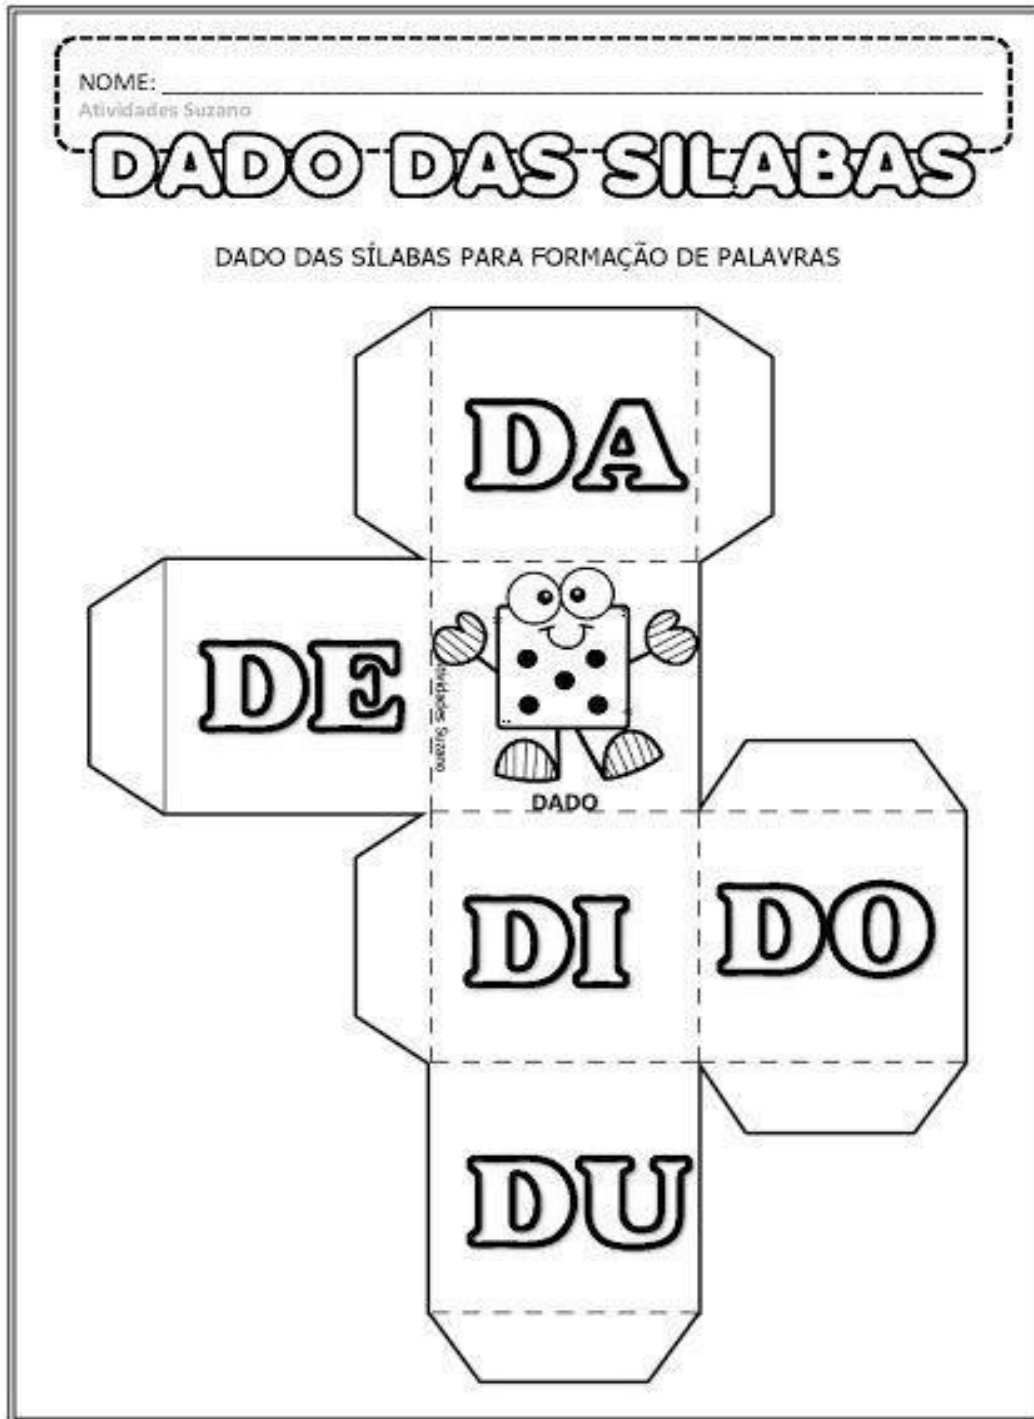 NOME:
Atividades Suzano
DADO DAS SILABAS
DADO DAS SÍLABAS PARA FORMAÇÃO DE PALAVRAS
DA
DE
Atividades Suzano
DADO
DI
DO
DU